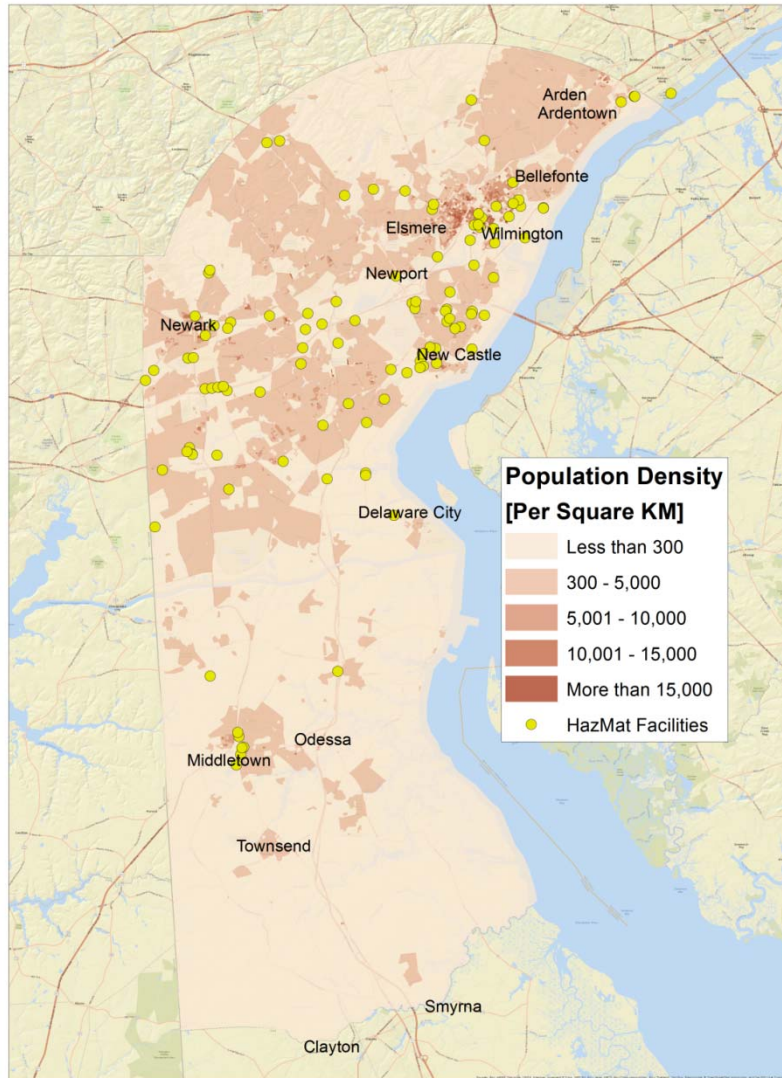 Arden
Ardentown
Bellefonte
Elsmere
Wilmington
Newport
Newark
New Castle
Population Density
[Per Square KM]
Less than 300
300 - 5,000
5,001 - 10,000
10,001 - 15,000
More than 15,000
HazMat Facilities
Delaware City
Odessa
Middletown
Townsend
Smyrna
Clayton